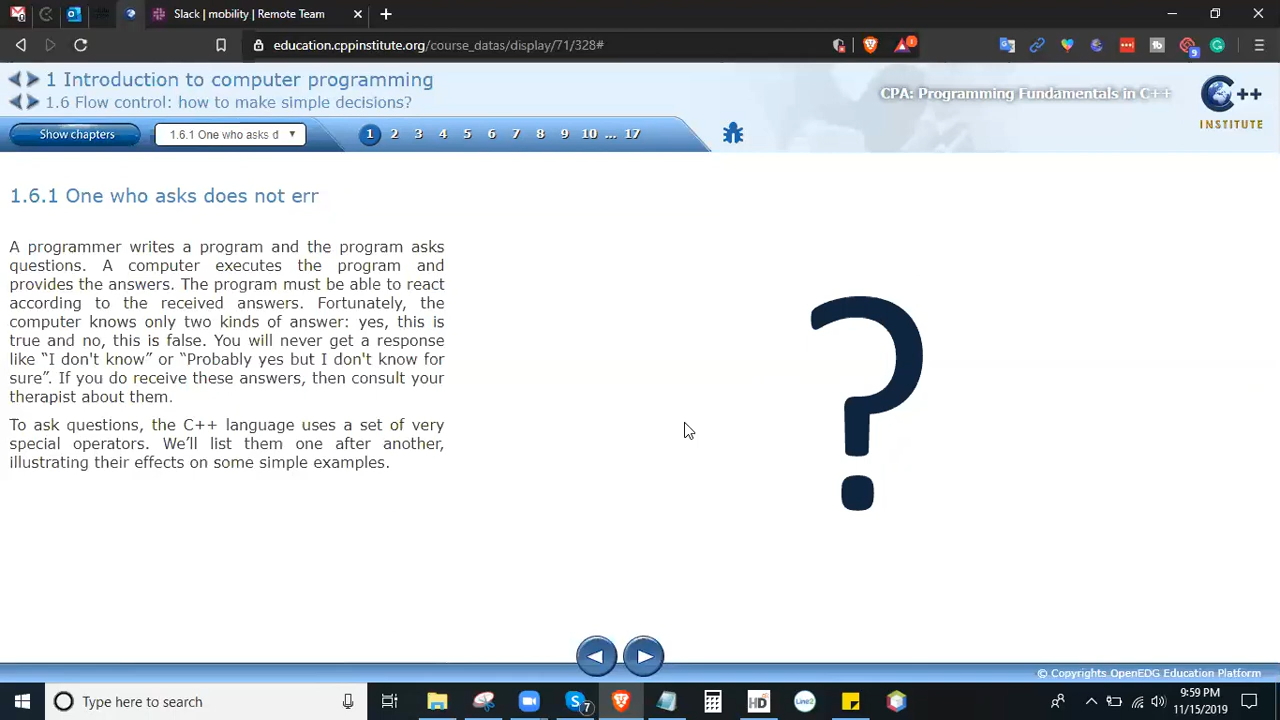 Slack | mobility | Remote Team
education.cppinstitute.org/course_datas/display/71/328#
1 Introduction to computer programming
1.6 Flow control: how to make simple decisions?
CPA: Programming Fundamentals in C++
C++
INSTITUTE
Show chapters
1.6.1 One who asks d
1 2 3 4 5 6 7 8 9 10 ... 17
1.6.1 One who asks does not err
A programmer writes a program and the program asks
questions. A computer executes the program and
provides the answers. The program must be able to react
according to the received answers. Fortunately, the
computer knows only two kinds of answer: yes, this is
true and no, this is false. You will never get a response
like “I don't know” or “Probably yes but I don't know for
sure”. If you do receive these answers, then consult your
therapist about them.
To ask questions, the C++ language uses a set of very
special operators. We’ll list them one after another,
illustrating their effects on some simple examples.
?
© Copyrights OpenEDG Education Platform
Type here to search
7
HD
Line2
9:59 PM
11/15/2019